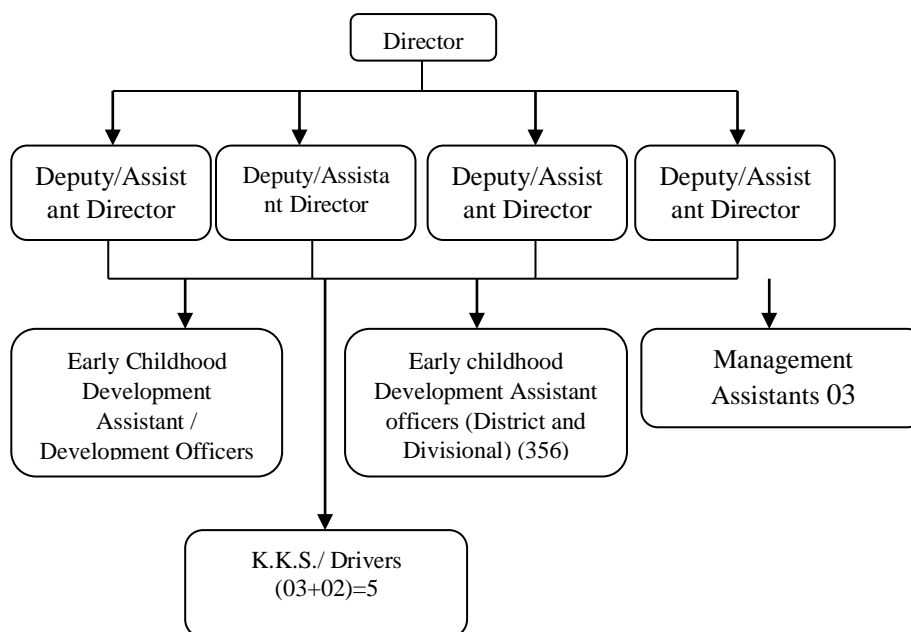 Director
Deputy/Assist
ant Director
Deputy/Assista
nt Director
Deputy/Assist
ant Director
Deputy/Assist
ant Director
Early Childhood
Development
Assistant /
Development Officers
Early childhood
Development Assistant
officers (District and
Divisional) (356)
Management
Assistants 03
K.K.S./ Drivers
(03+02)=5